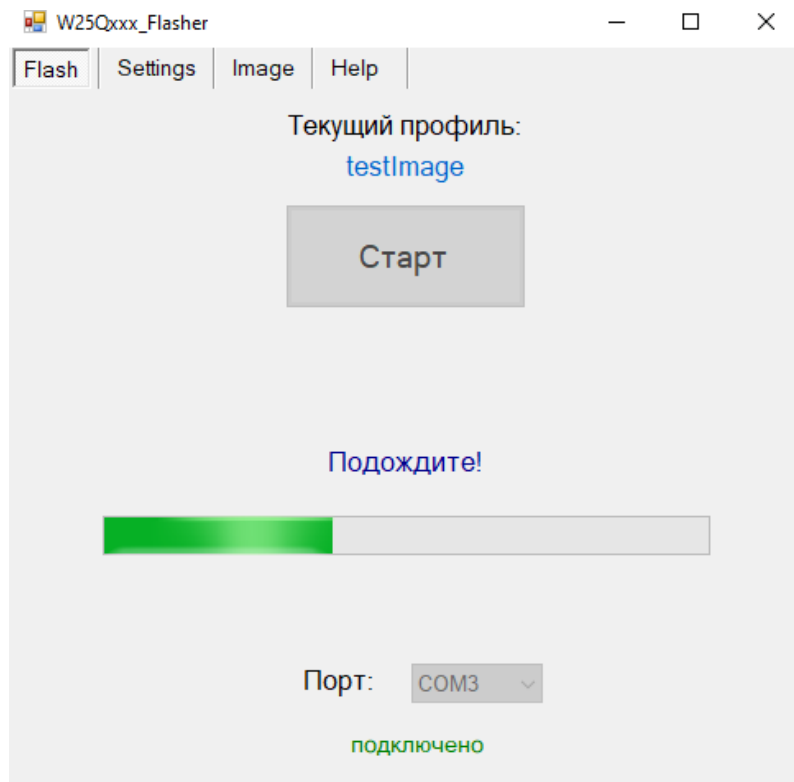 W25Qxxx_Flasher
Flash Settings Image Help
Текущий профиль:
testImage
Старт
Подождите!
Порт: COM3
подключено